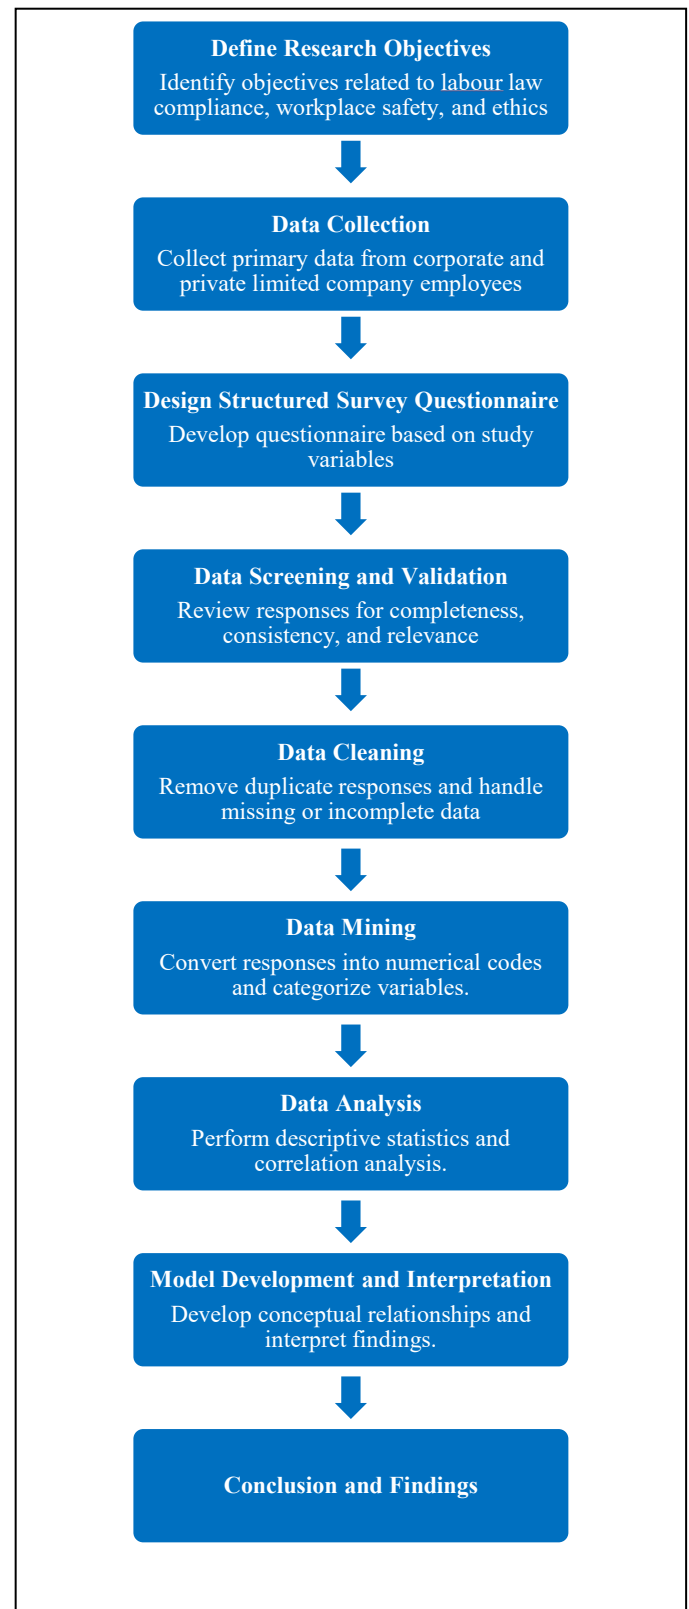 Define Research Objectives
Identify objectives related to labour law
compliance, workplace safety, and ethics
Data Collection
Collect primary data from corporate and
private limited company employees
Design Structured Survey Questionnaire
Develop questionnaire based on study
variables
Data Screening and Validation
Review responses for completeness,
consistency, and relevance
Data Cleaning
Remove duplicate responses and handle
missing or incomplete data
Data Mining
Convert responses into numerical codes
and categorize variables.
Data Analysis
Perform descriptive statistics and
correlation analysis.
Model Development and Interpretation
Develop conceptual relationships and
interpret findings.
Conclusion and Findings